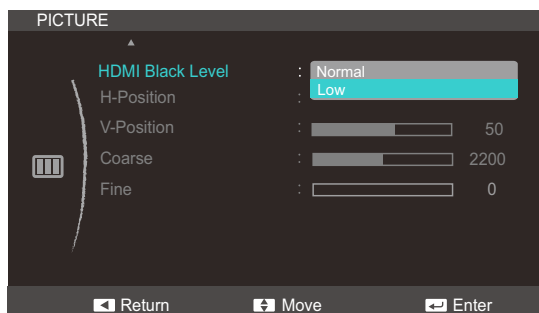 PICTURE
HDMI Black Level : Normal
Low
H-Position :
V-Position : 50
Coarse : 2200
Fine : 0
Return Move Enter